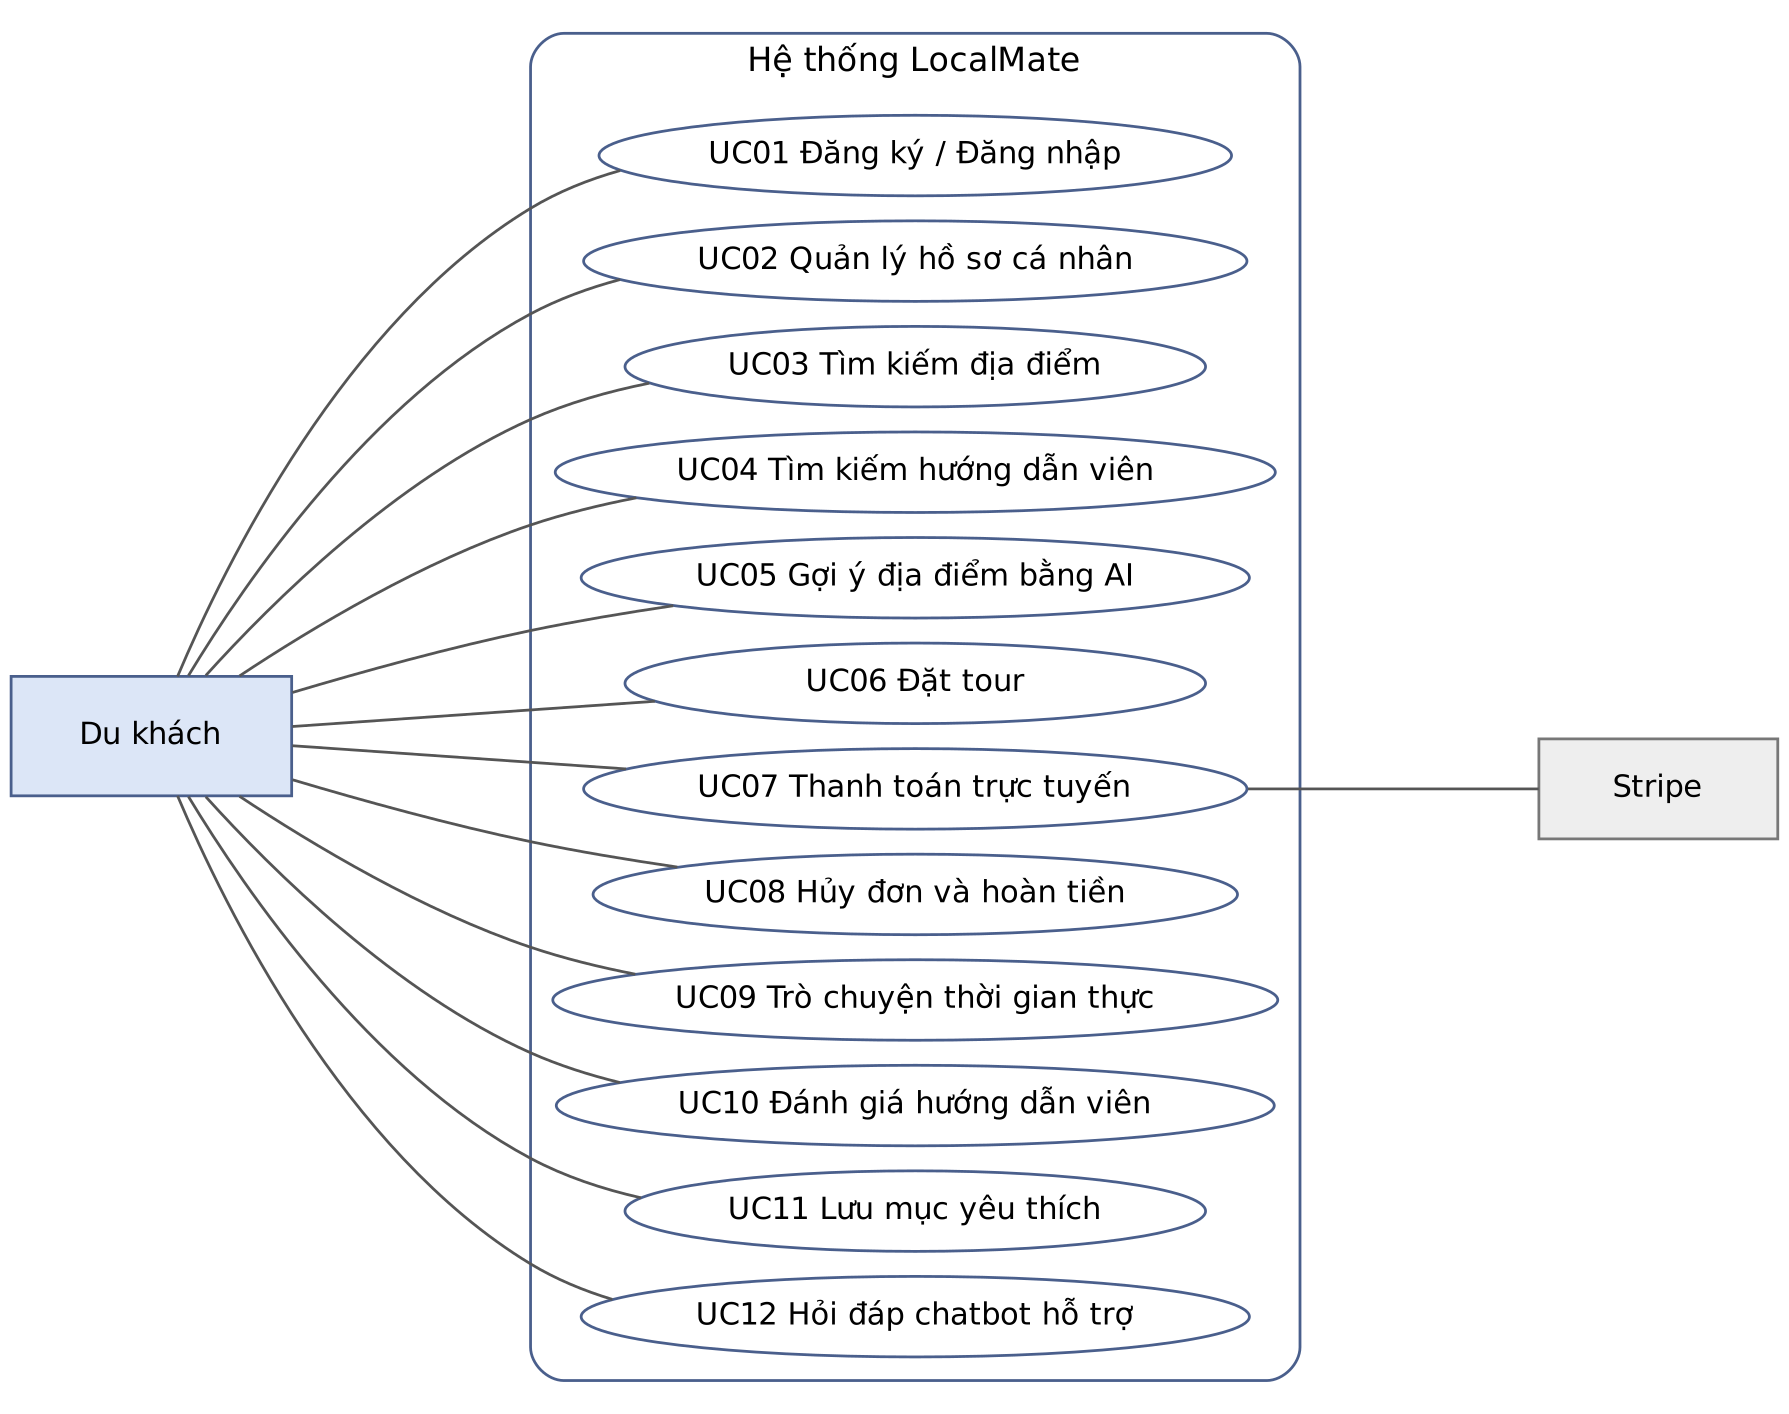 Hệ thống LocalMate
UC01 Đăng ký / Đăng nhập
UC02 Quản lý hồ sơ cá nhân
UC03 Tìm kiếm địa điểm
UC04 Tìm kiếm hướng dẫn viên
UC05 Gợi ý địa điểm bằng AI
UC06 Đặt tour
Du khách
UC07 Thanh toán trực tuyến
Stripe
UC08 Hủy đơn và hoàn tiền
UC09 Trò chuyện thời gian thực
UC10 Đánh giá hướng dẫn viên
UC11 Lưu mục yêu thích
UC12 Hỏi đáp chatbot hỗ trợ